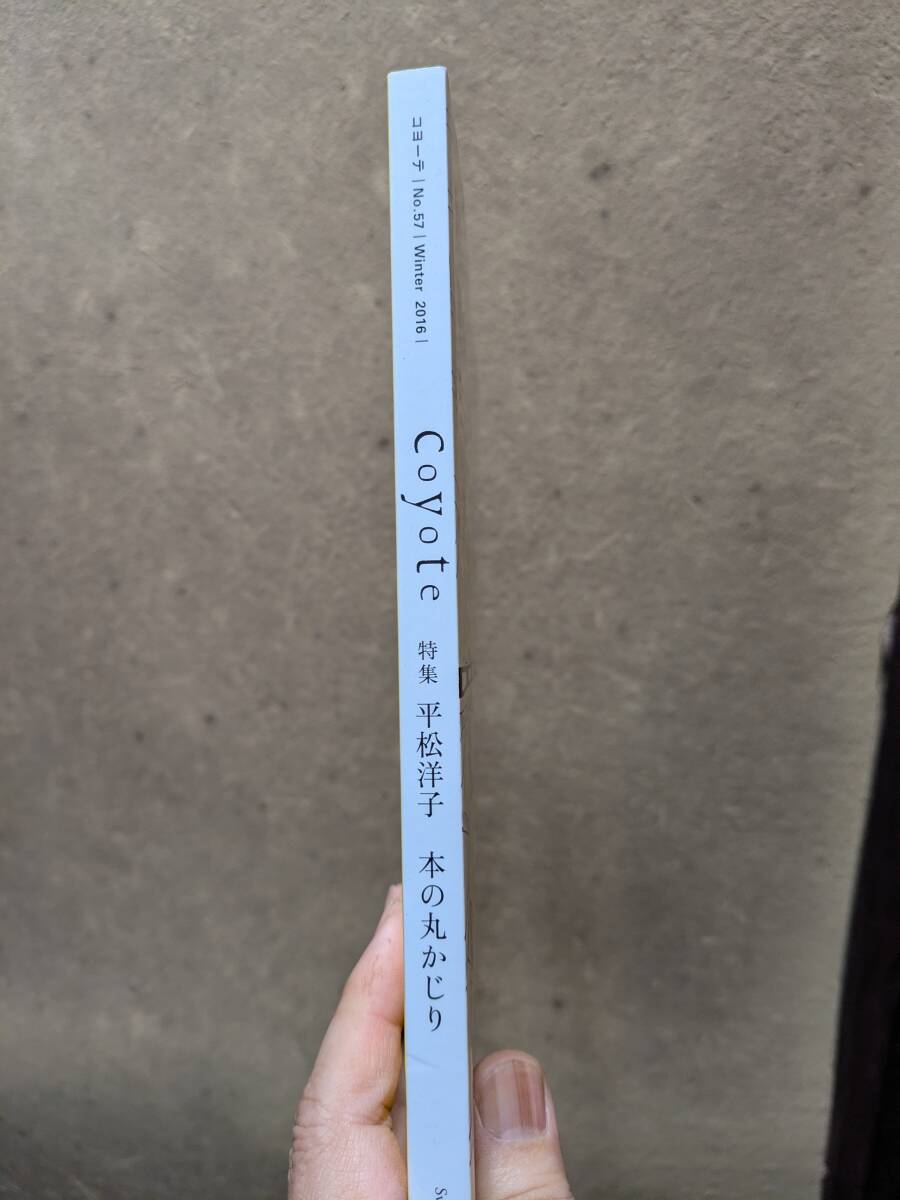 コヨーテ | No.57 | Winter 2016 |
Coyote
特集 平松洋子 本の丸かじり